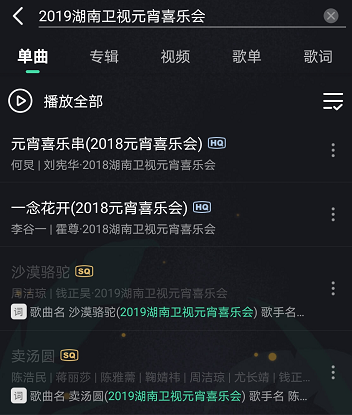 2019湖南卫视元宵喜乐会
单曲 专辑 视频 歌单 歌词
播放全部
元宵喜乐串(2018元宵喜乐会) HQ
何炅 | 刘宪华·2018湖南卫视元宵喜乐会
一念花开(2018元宵喜乐会) HQ
李谷一 | 霍尊·2018湖南卫视元宵喜乐会
沙漠骆驼 SQ
周洁琼 | 钱正昊·2019湖南卫视元宵喜乐会
词 歌曲名 沙漠骆驼(2019湖南卫视元宵喜乐会) 歌手名...
卖汤圆 SQ
陈浩民 | 蒋丽莎 | 陈雅薷 | 鞠婧祎 | 周洁琼 | 尤长靖 | 钱正...
词 歌曲名 卖汤圆(2019湖南卫视元宵喜乐会) 歌手名 陈...